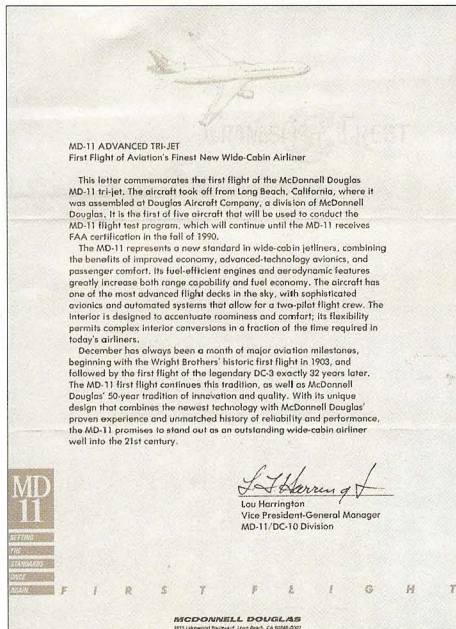 MD-11 ADVANCED TRI-JET
First Flight of Aviation's Finest New Wide-Cabin Airliner
This letter commemorates the first flight of the McDonnell Douglas
MD-11 tri-jet. The aircraft took off from Long Beach, California, where it
was assembled at Douglas Aircraft Company, a division of McDonnell
Douglas. It is the first of five aircraft that will be used to conduct the
MD-11 flight test program, which will continue until the MD-11 receives
FAA certification in the fall of 1990.
The MD-11 represents a new standard in wide-cabin jetliners, combining
the benefits of improved economy, advanced-technology avionics, and
passenger comfort. Its fuel-efficient engines and aerodynamic features
greatly increase both range capability and fuel economy. The aircraft has
one of the most advanced flight decks in the sky, with sophisticated
avionics and automated systems that allow for a two-pilot flight crew. The
interior is designed to accentuate roominess and comfort; its flexibility
permits complex interior conversions in a fraction of the time required in
today's airliners.
December has always been a month of major aviation milestones,
beginning with the Wright Brothers' historic first flight in 1903, and
followed by the first flight of the legendary DC-3 exactly 32 years later.
The MD-11 first flight continues this tradition, as well as McDonnell
Douglas' 50-year tradition of innovation and quality. With its unique
design that combines the newest technology with McDonnell Douglas'
proven experience and unmatched history of reliability and performance,
the MD-11 promises to stand out as an outstanding wide-cabin airliner
well into the 21st century.
Lou Harrington
Vice President-General Manager
MD-11/DC-10 Division
MD
11
SETTING
THE
STANDARDS
ONCE
AGAIN
FIRST FLIGHT
MCDONNELL DOUGLAS
3855 Lakewood Boulevard, Long Beach, CA